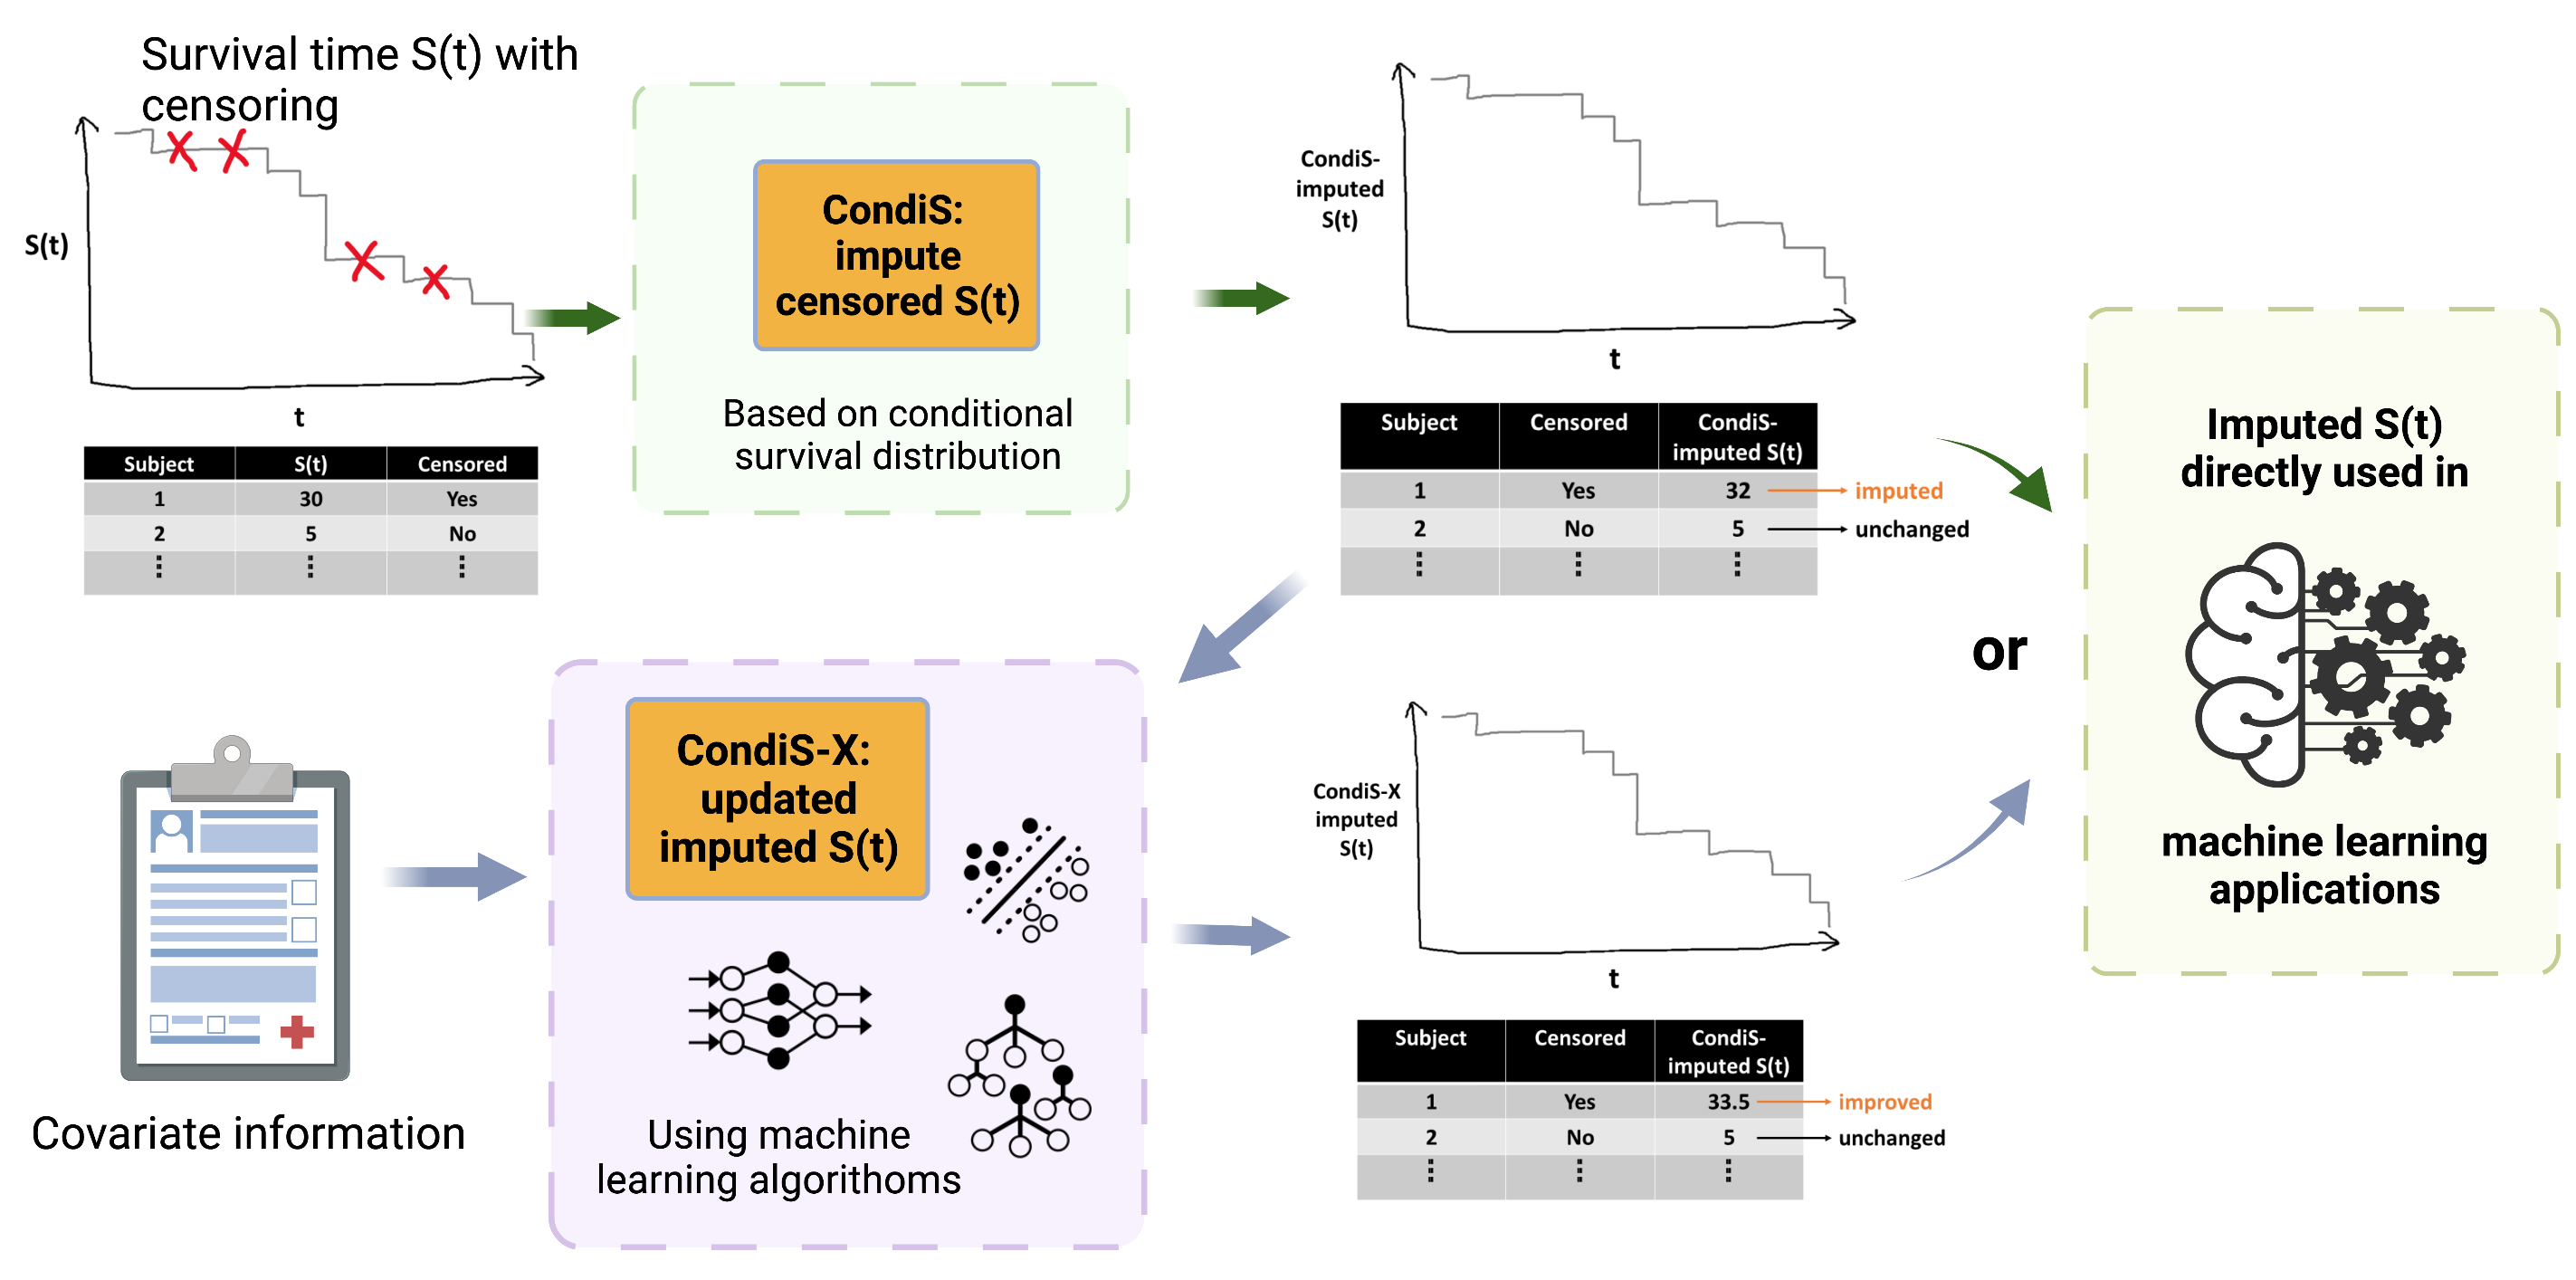 Survival time S(t) with
censoring
S(t)
t
Subject S(t) Censored
1 30 Yes
2 5 No
CondiS:
impute
censored S(t)
Based on conditional
survival distribution
CondiS-
imputed
S(t)
t
Subject Censored CondiS-
imputed S(t)
1 Yes 32 imputed
2 No 5 unchanged
Covariate information
CondiS-X:
updated
imputed S(t)
Using machine
learning algorithoms
CondiS-X
imputed
S(t)
t
Subject Censored CondiS-
imputed S(t)
1 Yes 33.5 improved
2 No 5 unchanged
or
Imputed S(t)
directly used in
machine learning
applications